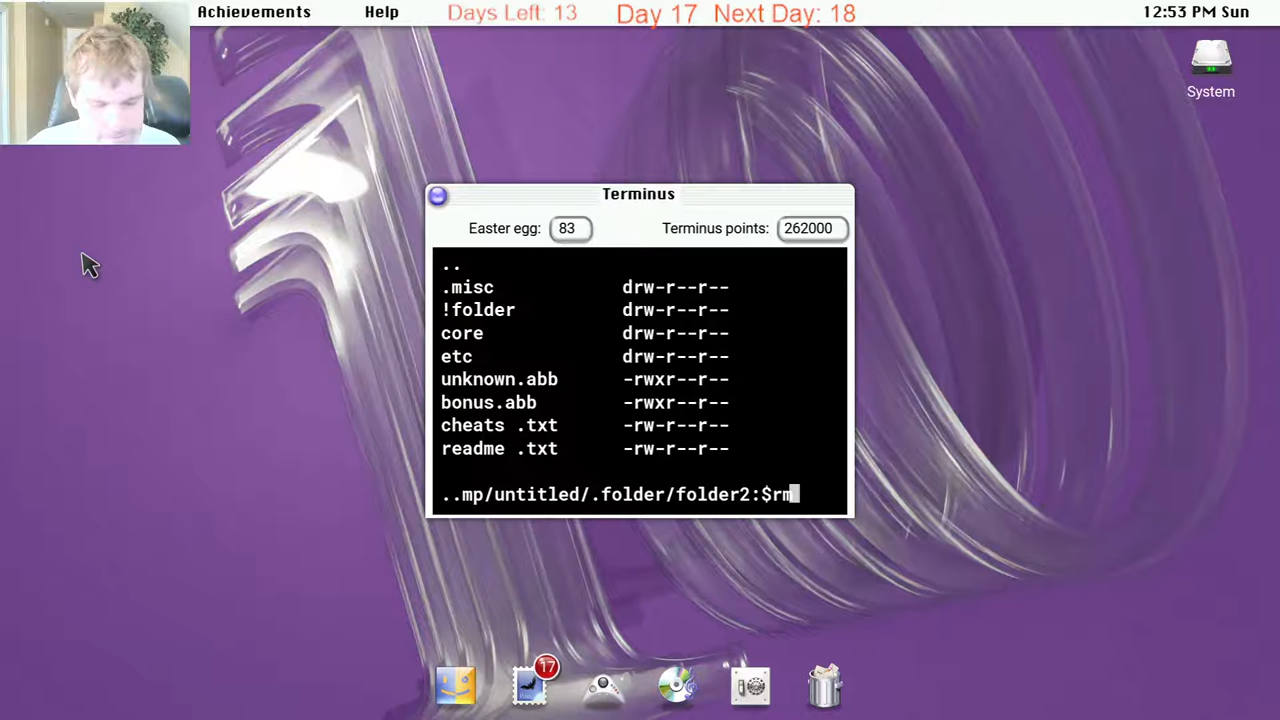 Achievements Help Days Left: 13 Day 17 Next Day: 18 12:53 PM Sun
System
Terminus
Easter egg: 83 Terminus points: 262000
..
.misc drw-r--r--
!folder drw-r--r--
core drw-r--r--
etc drw-r--r--
unknown.abb -rwxr--r--
bonus.abb -rwxr--r--
cheats .txt -rw-r--r--
readme .txt -rw-r--r--
..mp/untitled/.folder/folder2:$rm
17